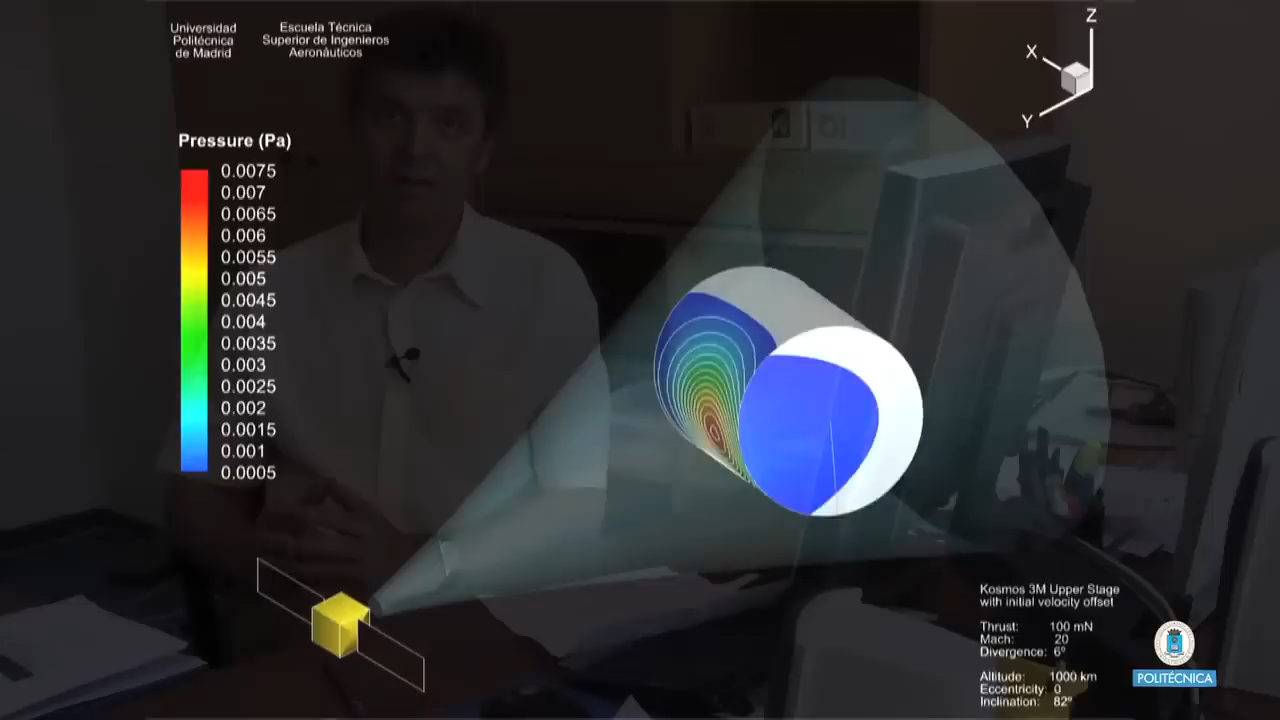 Universidad
Politécnica
de Madrid
Escuela Técnica
Superior de Ingenieros
Aeronáuticos
Z
X
Y
Pressure (Pa)
0.0075
0.007
0.0065
0.006
0.0055
0.005
0.0045
0.004
0.0035
0.003
0.0025
0.002
0.0015
0.001
0.0005
Kosmos 3M Upper Stage
with initial velocity offset
Thrust: 100 mN
Mach: 20
Divergence: 6º
Altitude: 1000 km
Eccentricity: 0
Inclination: 82º
POLITÉCNICA